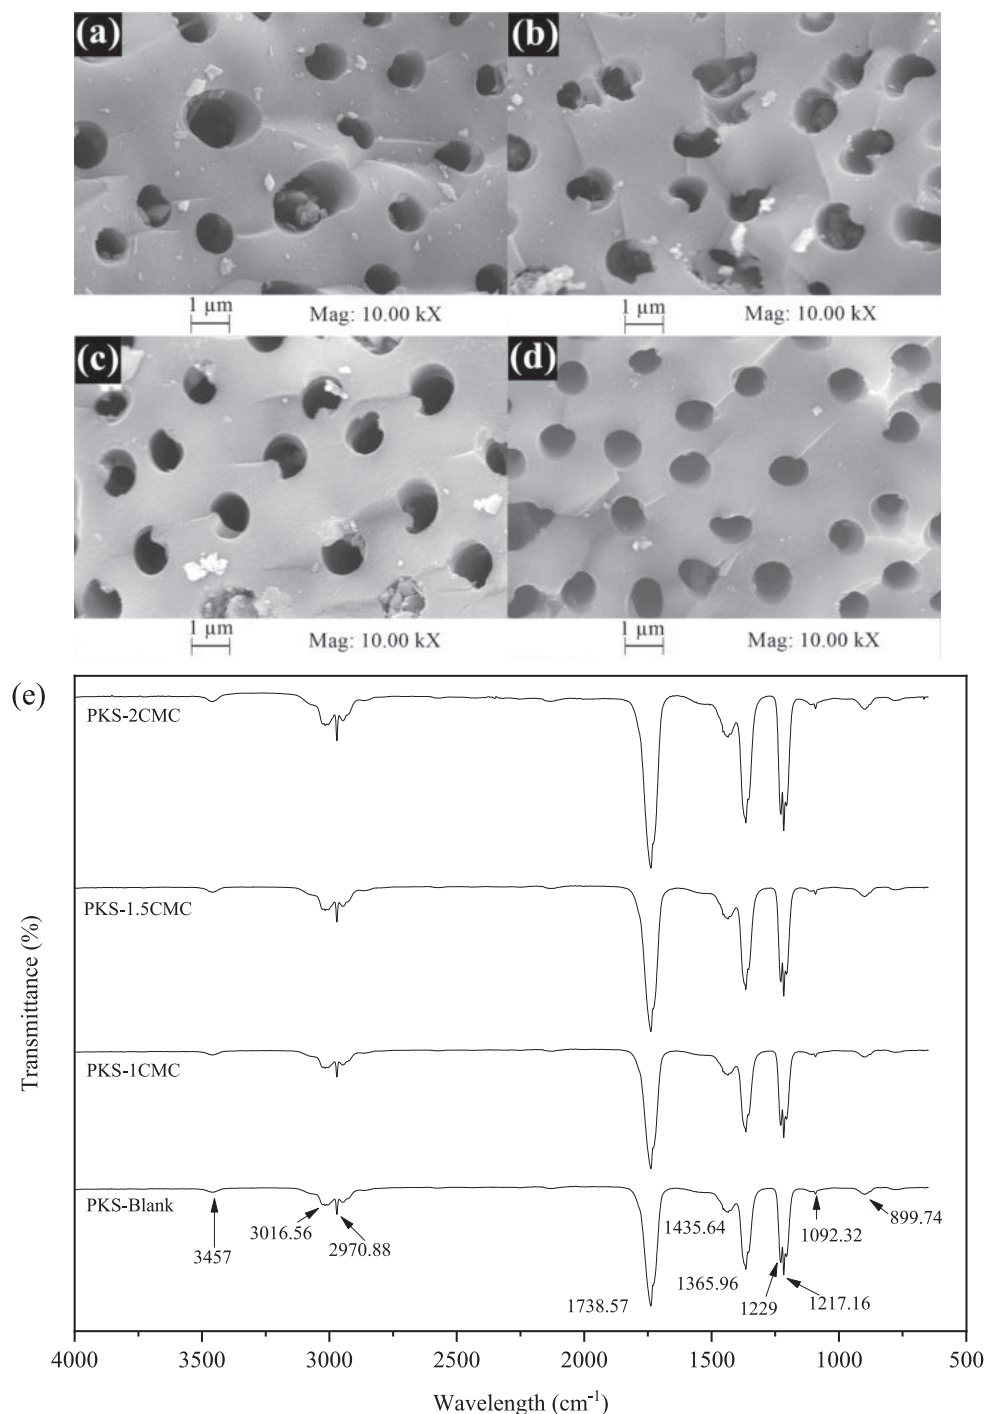 (a)
(b)
1 µm Mag: 10.00 kX
1 µm Mag: 10.00 kX
(c)
(d)
1 µm Mag: 10.00 kX
1 µm Mag: 10.00 kX
(e)
PKS-2CMC
PKS-1.5CMC
PKS-1CMC
PKS-Blank
3457
3016.56
2970.88
1738.57
1435.64
1365.96
1229
1217.16
1092.32
899.74
Transmittance (%)
4000 3500 3000 2500 2000 1500 1000 500
Wavelength (cm⁻¹)